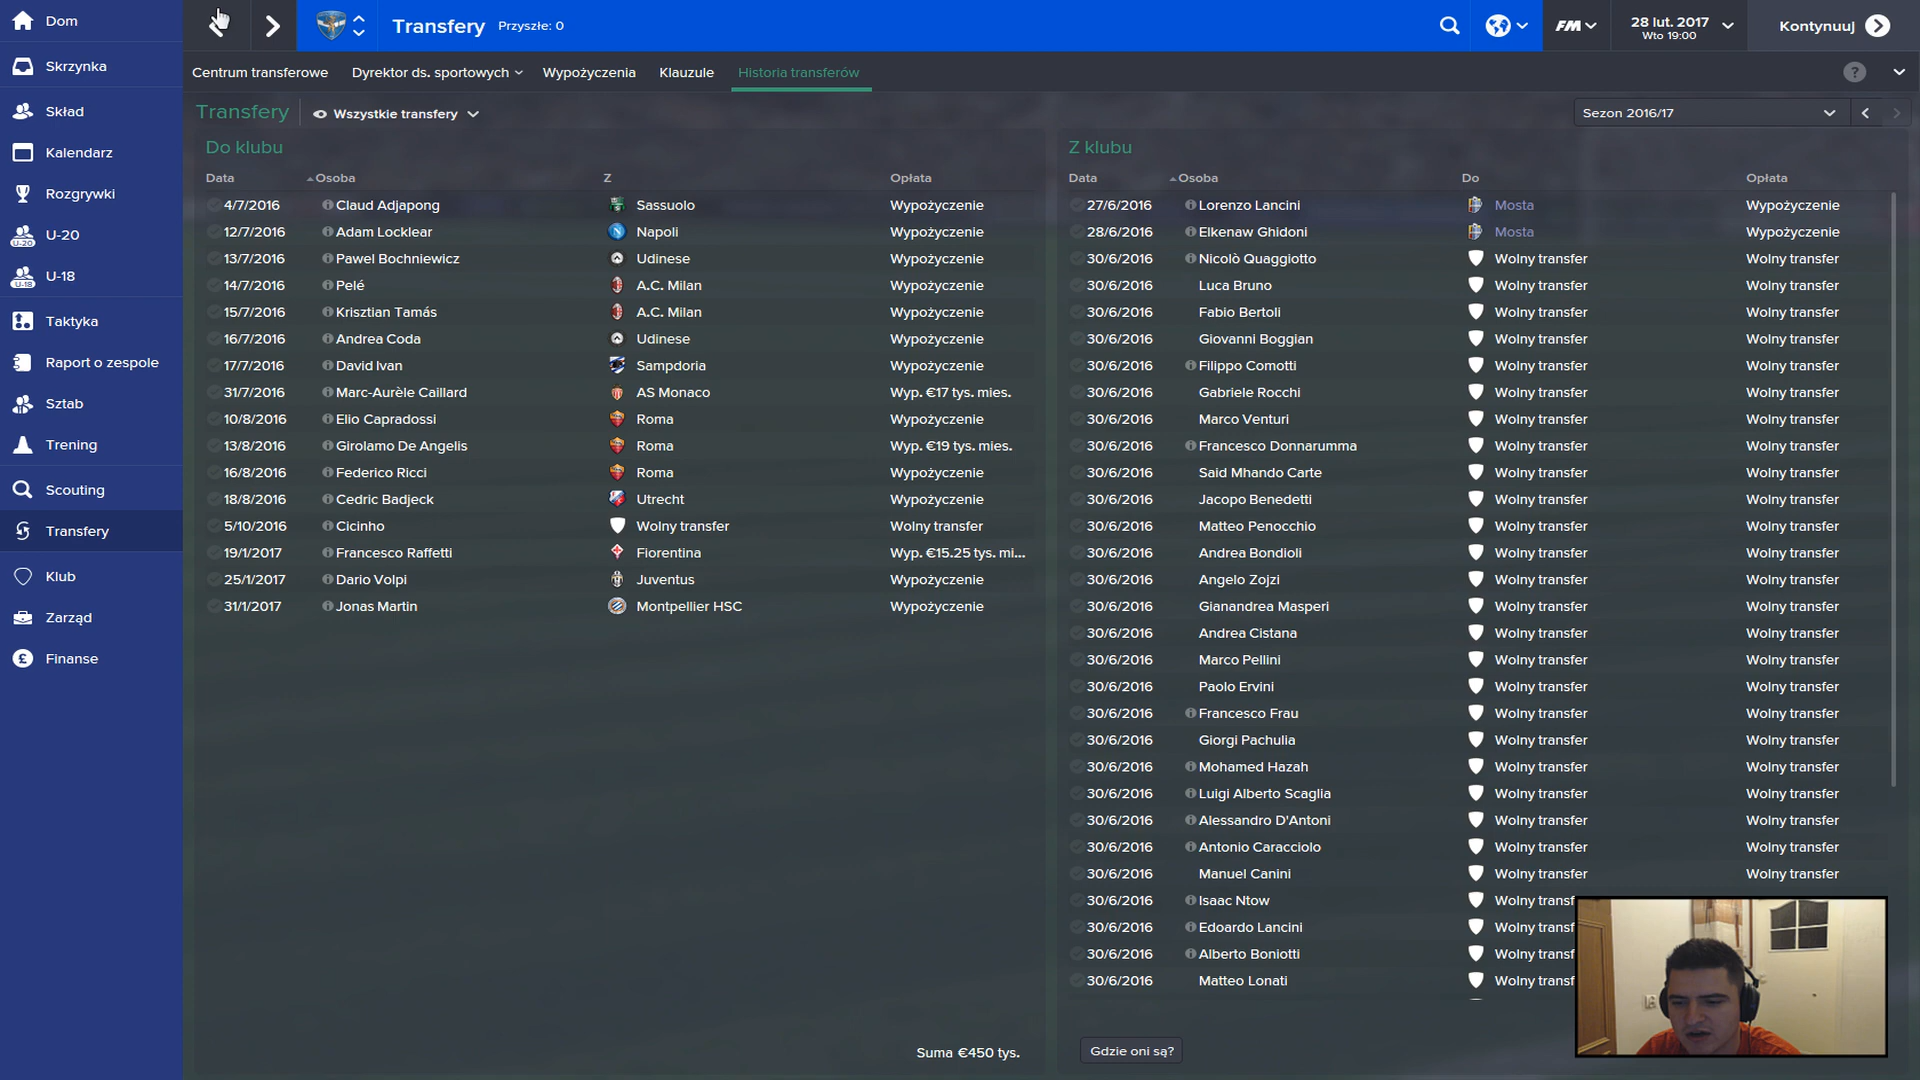 Dom
Skrzynka
Skład
Kalendarz
Rozgrywki
U-20
U-20
U-18
U-18
Taktyka
Raport o zespole
Sztab
Trening
Scouting
Transfery
Klub
Zarząd
Finanse
Transfery Przyszłe: 0
FM
28 lut. 2017
Wto 19:00
Kontynuuj
Centrum transferowe Dyrektor ds. sportowych Wypożyczenia Klauzule Historia transferów
?
Transfery Wszystkie transfery
Sezon 2016/17
Do klubu
Data Osoba Z Opłata
4/7/2016 Claud Adjapong Sassuolo Wypożyczenie
12/7/2016 Adam Locklear Napoli Wypożyczenie
13/7/2016 Pawel Bochniewicz Udinese Wypożyczenie
14/7/2016 Pelé A.C. Milan Wypożyczenie
15/7/2016 Krisztian Tamás A.C. Milan Wypożyczenie
16/7/2016 Andrea Coda Udinese Wypożyczenie
17/7/2016 David Ivan Sampdoria Wypożyczenie
31/7/2016 Marc-Aurèle Caillard AS Monaco Wyp. €17 tys. mies.
10/8/2016 Elio Capradossi Roma Wypożyczenie
13/8/2016 Girolamo De Angelis Roma Wyp. €19 tys. mies.
16/8/2016 Federico Ricci Roma Wypożyczenie
18/8/2016 Cedric Badjeck Utrecht Wypożyczenie
5/10/2016 Cicinho Wolny transfer Wolny transfer
19/1/2017 Francesco Raffetti Fiorentina Wyp. €15.25 tys. mi...
25/1/2017 Dario Volpi Juventus Wypożyczenie
31/1/2017 Jonas Martin Montpellier HSC Wypożyczenie
Suma €450 tys.
Z klubu
Data Osoba Do Opłata
27/6/2016 Lorenzo Lancini Mosta Wypożyczenie
28/6/2016 Elkenaw Ghidoni Mosta Wypożyczenie
30/6/2016 Nicolò Quaggiotto Wolny transfer Wolny transfer
30/6/2016 Luca Bruno Wolny transfer Wolny transfer
30/6/2016 Fabio Bertoli Wolny transfer Wolny transfer
30/6/2016 Giovanni Boggian Wolny transfer Wolny transfer
30/6/2016 Filippo Comotti Wolny transfer Wolny transfer
30/6/2016 Gabriele Rocchi Wolny transfer Wolny transfer
30/6/2016 Marco Venturi Wolny transfer Wolny transfer
30/6/2016 Francesco Donnarumma Wolny transfer Wolny transfer
30/6/2016 Said Mhando Carte Wolny transfer Wolny transfer
30/6/2016 Jacopo Benedetti Wolny transfer Wolny transfer
30/6/2016 Matteo Penocchio Wolny transfer Wolny transfer
30/6/2016 Andrea Bondioli Wolny transfer Wolny transfer
30/6/2016 Angelo Zojzi Wolny transfer Wolny transfer
30/6/2016 Gianandrea Masperi Wolny transfer Wolny transfer
30/6/2016 Andrea Cistana Wolny transfer Wolny transfer
30/6/2016 Marco Pellini Wolny transfer Wolny transfer
30/6/2016 Paolo Ervini Wolny transfer Wolny transfer
30/6/2016 Francesco Frau Wolny transfer Wolny transfer
30/6/2016 Giorgi Pachulia Wolny transfer Wolny transfer
30/6/2016 Mohamed Hazah Wolny transfer Wolny transfer
30/6/2016 Luigi Alberto Scaglia Wolny transfer Wolny transfer
30/6/2016 Alessandro D'Antoni Wolny transfer Wolny transfer
30/6/2016 Antonio Caracciolo Wolny transfer Wolny transfer
30/6/2016 Manuel Canini Wolny transfer Wolny transfer
30/6/2016 Isaac Ntow Wolny transf
30/6/2016 Edoardo Lancini Wolny transf
30/6/2016 Alberto Boniotti Wolny transf
30/6/2016 Matteo Lonati Wolny transf
Gdzie oni są?